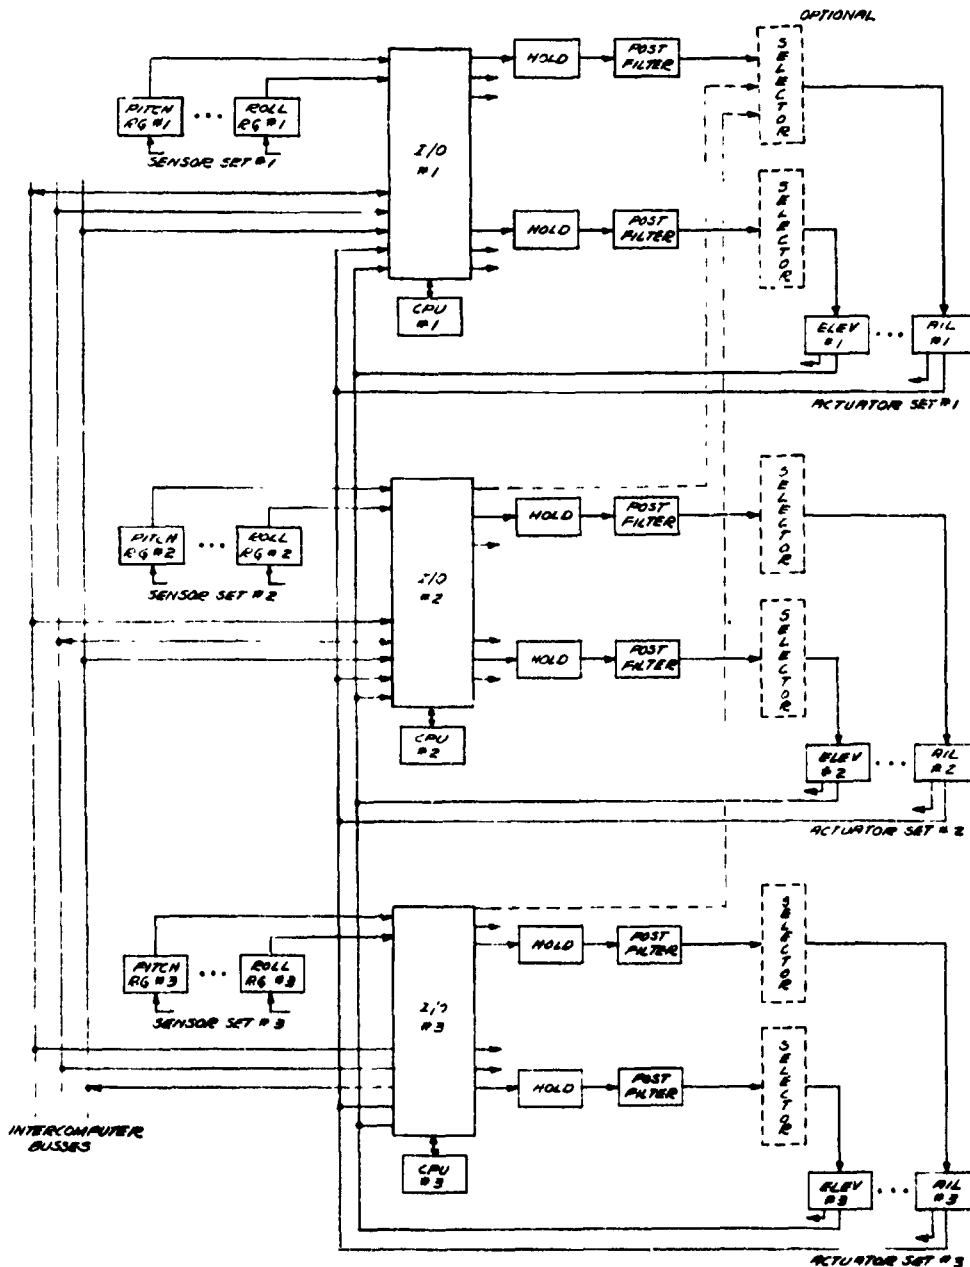 OPTIONAL
PITCH
RG #1
ROLL
RG #1
SENSOR SET #1
I/O
#1
CPU
#1
HOLD
POST
FILTER
SELECTOR
HOLD
POST
FILTER
SELECTOR
ELEV
#1
AIL
#1
ACTUATOR SET #1
PITCH
RG #2
ROLL
RG #2
SENSOR SET #2
I/O
#2
CPU
#2
HOLD
POST
FILTER
SELECTOR
HOLD
POST
FILTER
SELECTOR
ELEV
#2
AIL
#2
ACTUATOR SET #2
PITCH
RG #3
ROLL
RG #3
SENSOR SET #3
I/O
#3
CPU
#3
HOLD
POST
FILTER
SELECTOR
HOLD
POST
FILTER
SELECTOR
INTERCOMPUTER
BUSSES
ELEV
#3
AIL
#3
ACTUATOR SET #3